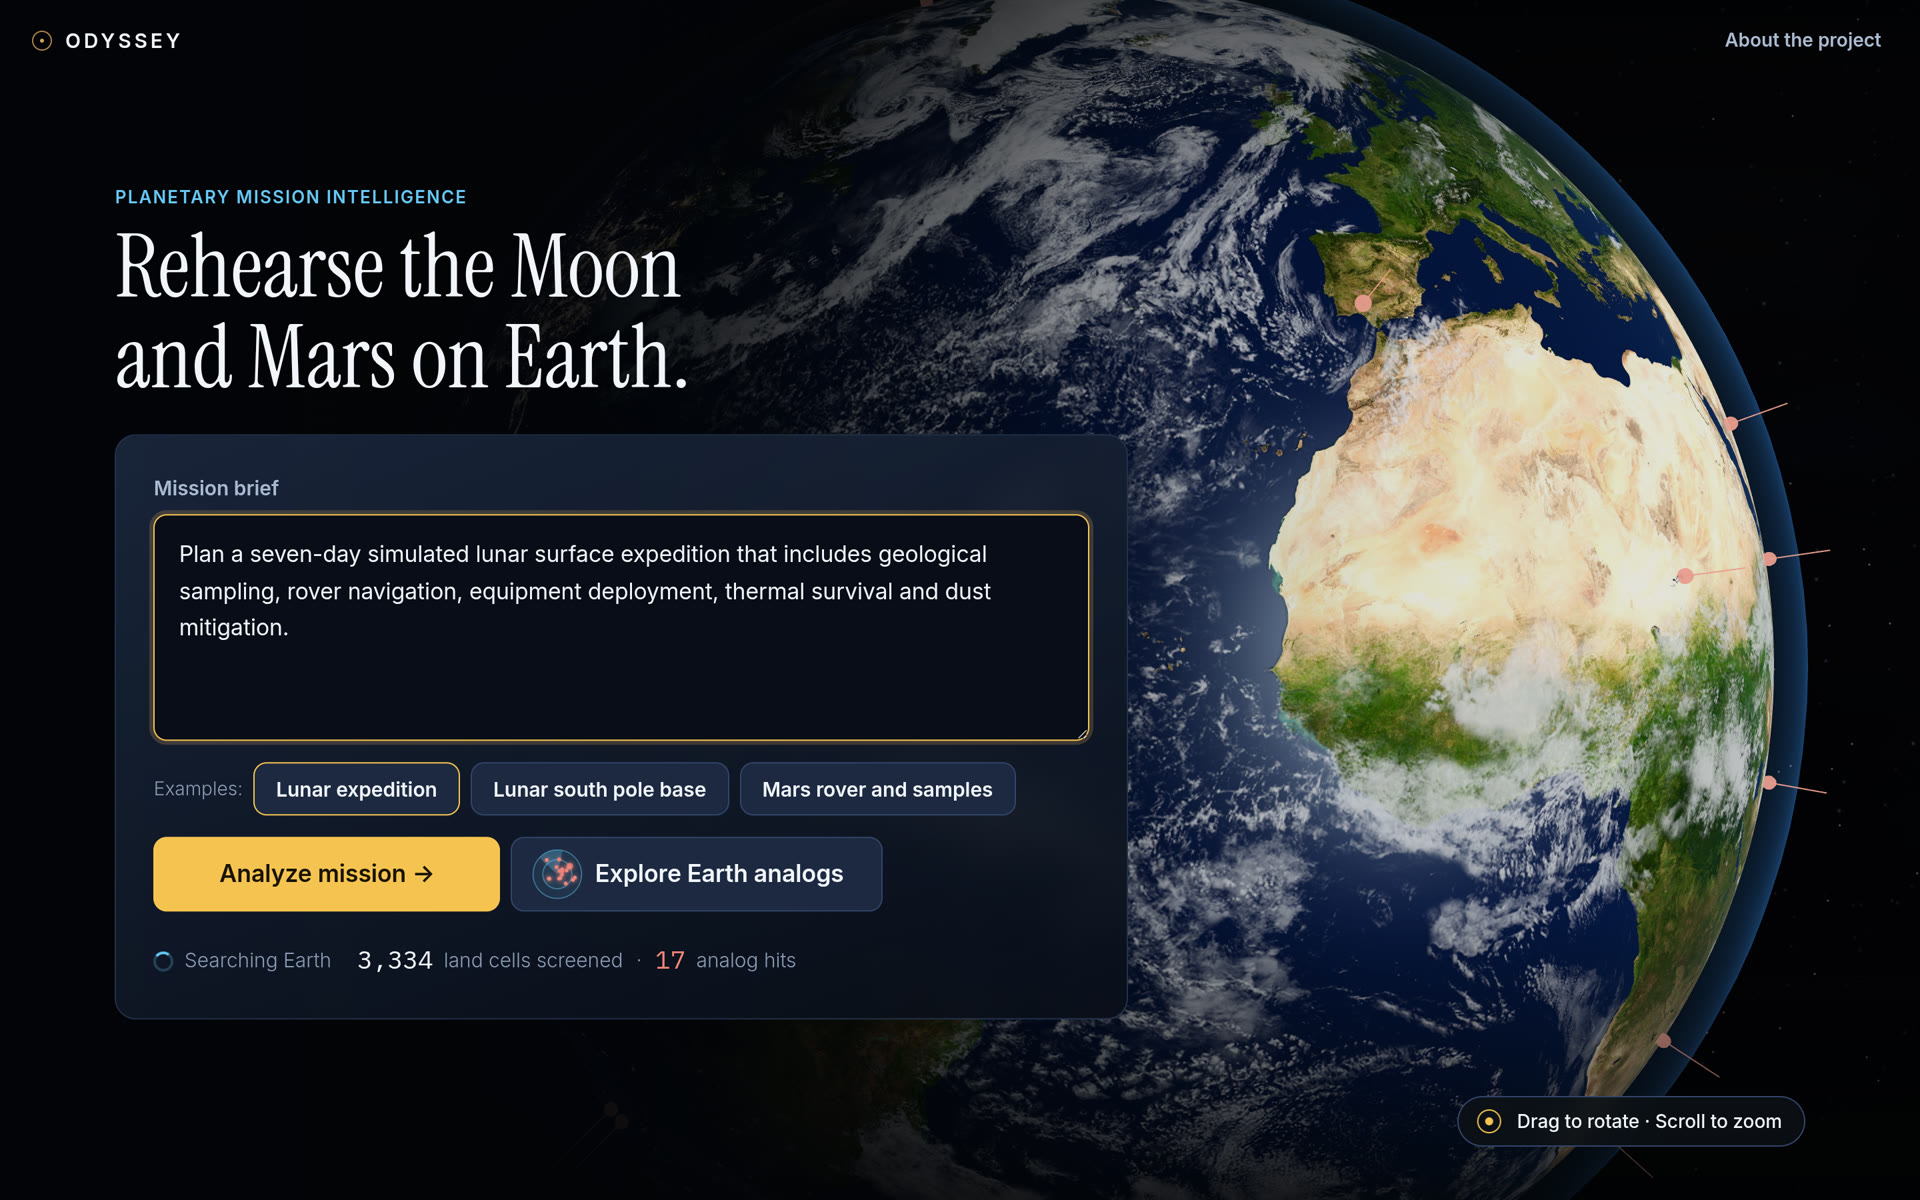 ODYSSEY
About the project
PLANETARY MISSION INTELLIGENCE
Rehearse the Moon
and Mars on Earth.
Mission brief
Plan a seven-day simulated lunar surface expedition that includes geological
sampling, rover navigation, equipment deployment, thermal survival and dust
mitigation.
Examples: Lunar expedition Lunar south pole base Mars rover and samples
Analyze mission → Explore Earth analogs
Searching Earth 3,334 land cells screened · 17 analog hits
Drag to rotate · Scroll to zoom